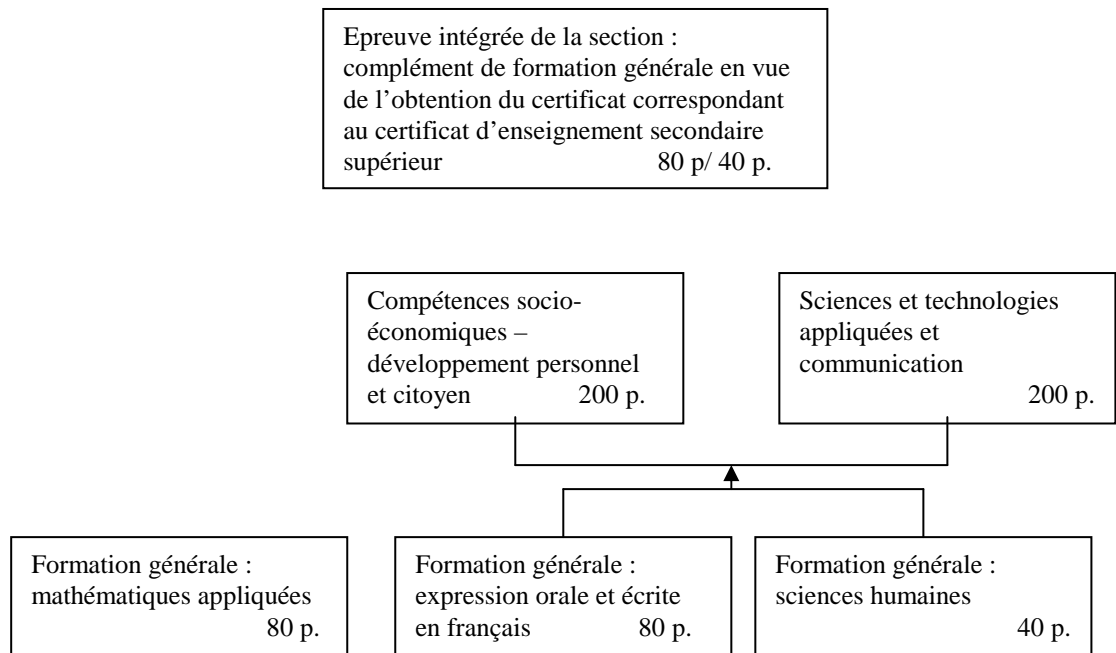 Epreuve intégrée de la section :
complément de formation générale en vue
de l’obtention du certificat correspondant
au certificat d’enseignement secondaire
supérieur 80 p/ 40 p.
Compétences socio-
économiques –
développement personnel
et citoyen 200 p.
Sciences et technologies
appliquées et
communication
200 p.
Formation générale :
mathématiques appliquées
80 p.
Formation générale :
expression orale et écrite
en français 80 p.
Formation générale :
sciences humaines
40 p.